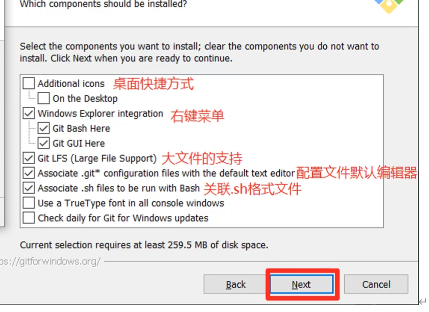 Which components should be installed?
Select the components you want to install; clear the components you do not want to
install. Click Next when you are ready to continue.
Additional icons 桌面快捷方式
On the Desktop
Windows Explorer integration 右键菜单
Git Bash Here
Git GUI Here
Git LFS (Large File Support) 大文件的支持
Associate .git* configuration files with the default text editor 配置文件默认编辑器
Associate .sh files to be run with Bash 关联.sh格式文件
Use a TrueType font in all console windows
Check daily for Git for Windows updates
Current selection requires at least 259.5 MB of disk space.
ps://gitforwindows.org/
Back Next Cancel